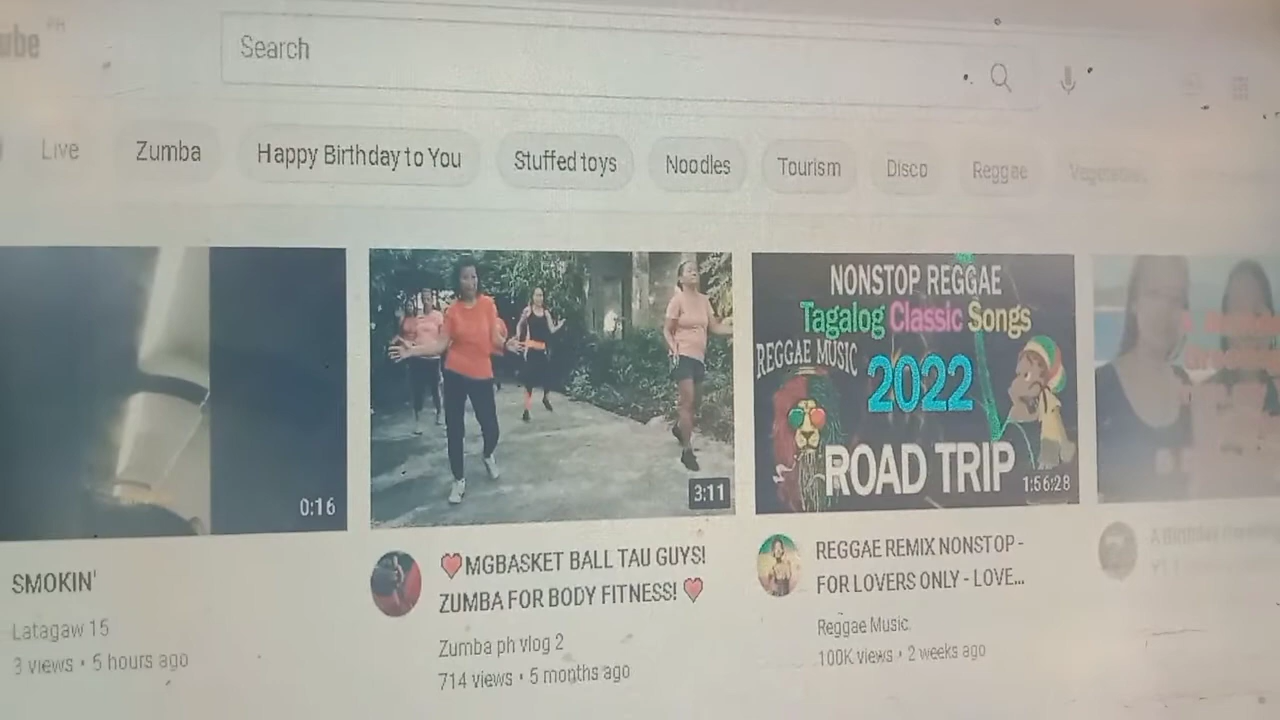 ube PH
Search
Live
Zumba
Happy Birthday to You
Stuffed toys
Noodles
Tourism
Disco
Reggae
0:16
3:11
NONSTOP REGGAE
Tagalog Classic Songs
REGGAE MUSIC
2022
ROAD TRIP
1:56:28
SMOKIN'
Latagaw 15
3 views • 5 hours ago
❤MGBASKET BALL TAU GUYS!
ZUMBA FOR BODY FITNESS! ❤
Zumba ph vlog 2
714 views • 5 months ago
REGGAE REMIX NONSTOP -
FOR LOVERS ONLY - LOVE...
Reggae Music
100K views • 2 weeks ago